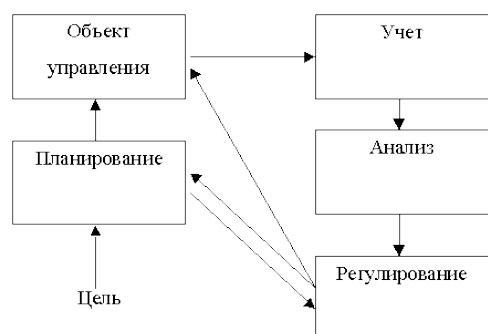 Объект
управления
Учет
Планирование
Анализ
Цель
Регулирование